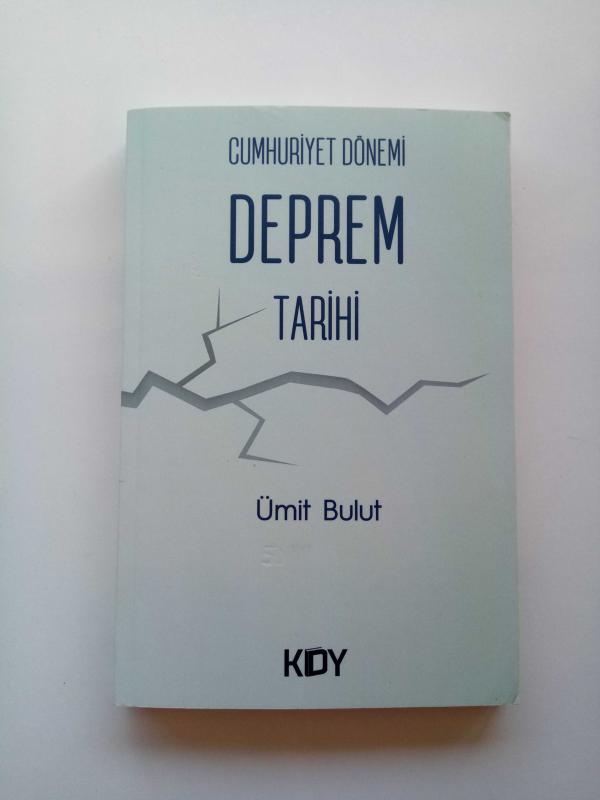 CUMHURİYET DÖNEMİ
DEPREM
TARİHİ
Ümit Bulut
KDY